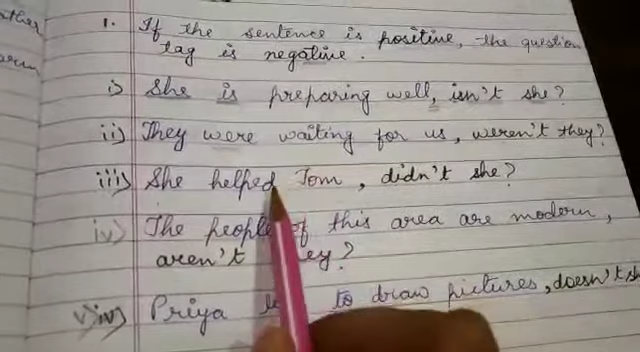 ather
1. If the sentence is positive, the question
tag is negative.
i) She is preparing well, isn't she?
ii) They were waiting for us, weren't they?
iii) She helped Tom, didn't she?
iv) The people of this area are modern,
aren't they?
Priya to draw pictures, doesn't